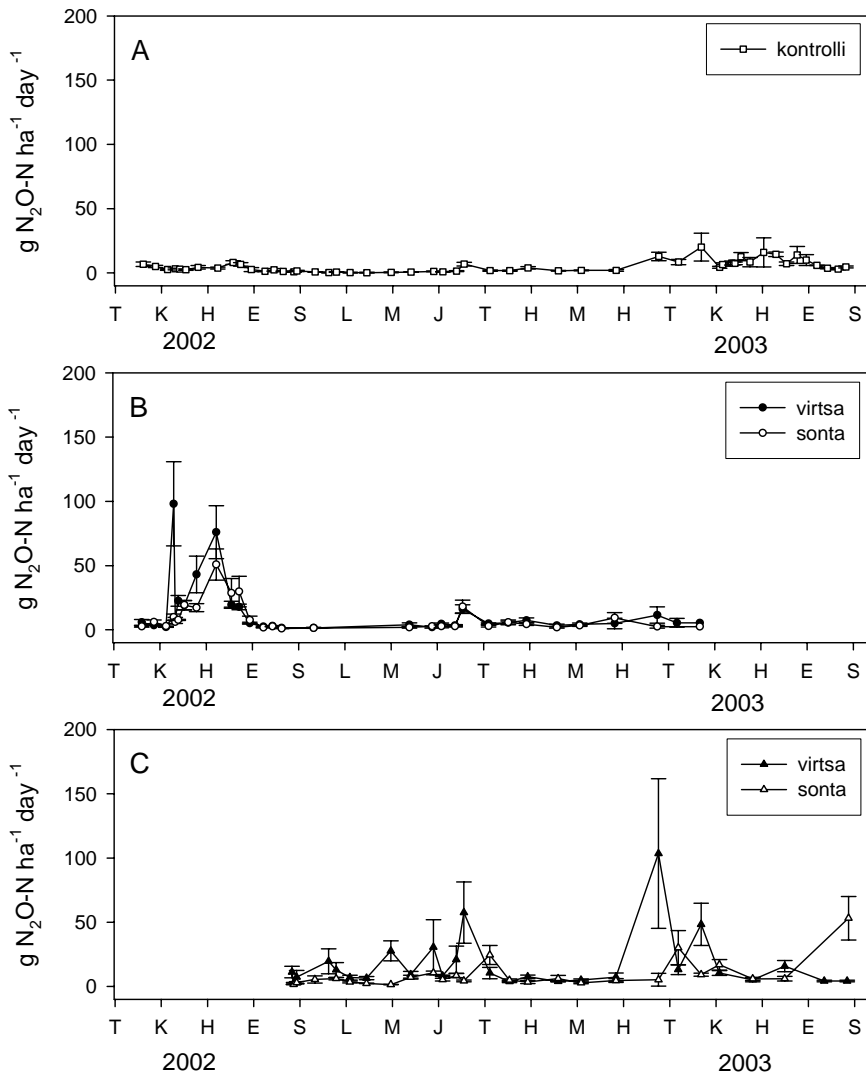 200
150
100
50
0
g N₂O-N ha⁻¹ day⁻¹
A
kontrolli
T K H E S L M J T H M H T K H E S
2002 2003
200
150
100
50
0
g N₂O-N ha⁻¹ day⁻¹
B
virtsa
sonta
T K H E S L M J T H M H T K H E S
2002 2003
200
150
100
50
0
g N₂O-N ha⁻¹ day⁻¹
C
virtsa
sonta
T K H E S L M J T H M H T K H E S
2002 2003